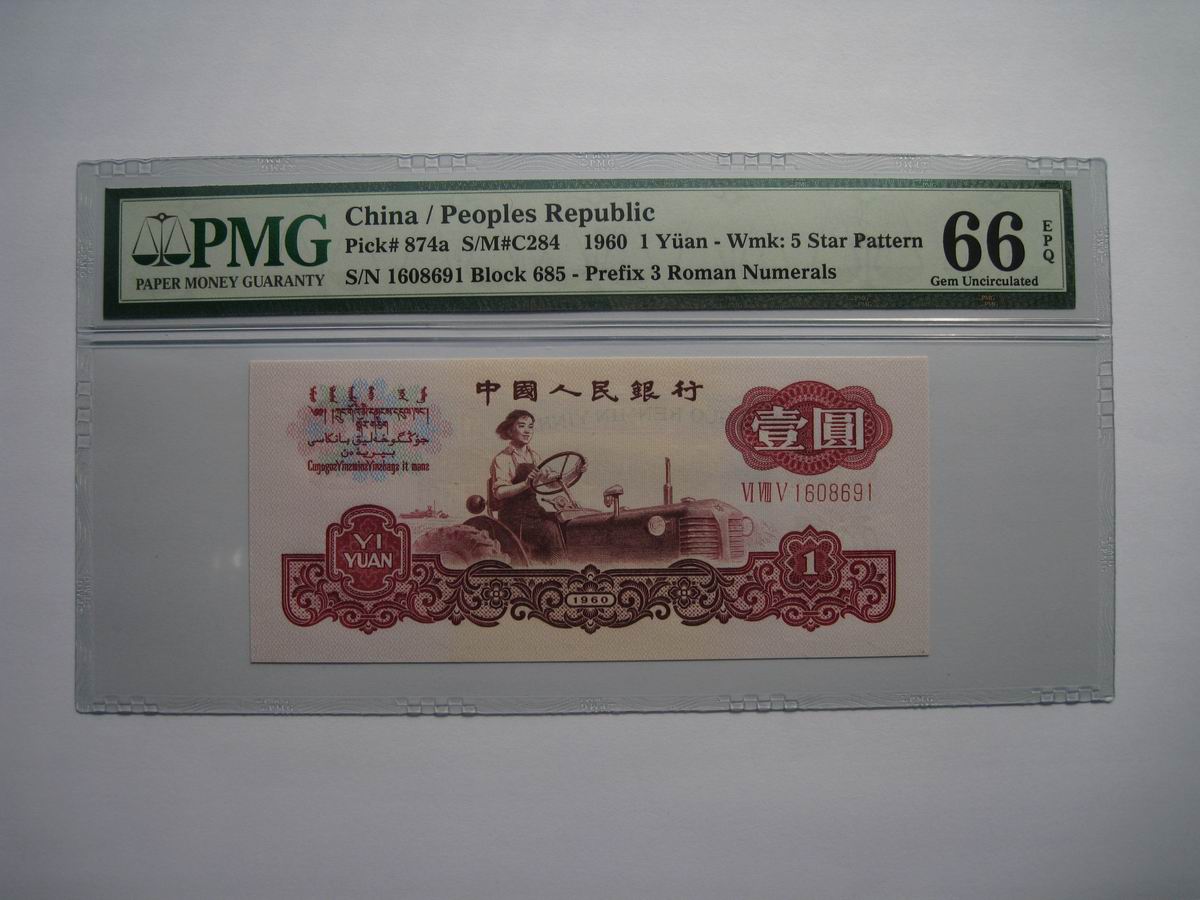 PMG
PAPER MONEY GUARANTY
China / Peoples Republic
Pick# 874a S/M#C284 1960 1 Yüan - Wmk: 5 Star Pattern
S/N 1608691 Block 685 - Prefix 3 Roman Numerals
66
EPQ
Gem Uncirculated
中國人民銀行
壹圓
VI VIII V 1608691
YI
YUAN
1
1960